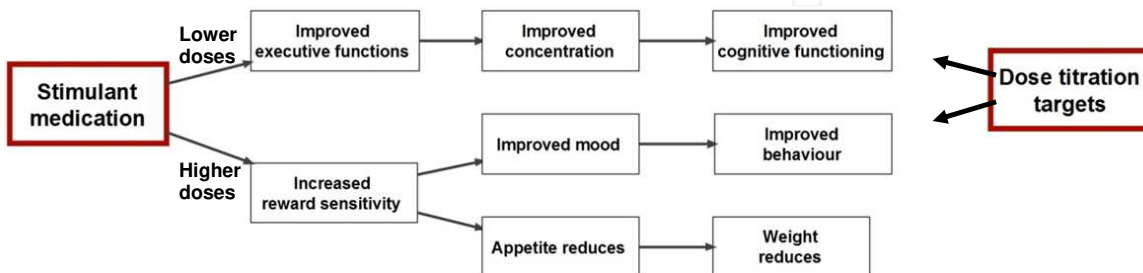 Stimulant
medication
Lower
doses
Improved
executive functions
Improved
concentration
Improved
cognitive functioning
Higher
doses
Increased
reward sensitivity
Improved mood
Improved
behaviour
Appetite reduces
Weight
reduces
Dose titration
targets